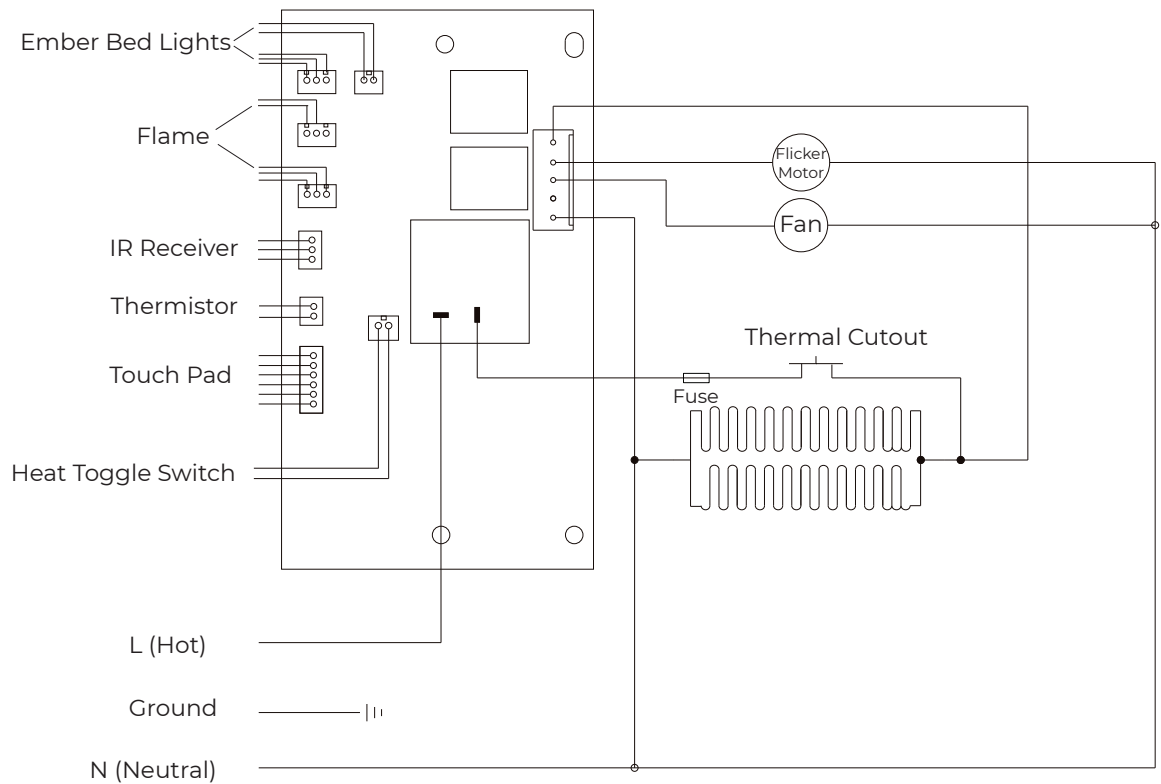 Ember Bed Lights
Flame
Flicker
Motor
Fan
IR Receiver
Thermistor
Thermal Cutout
Touch Pad
Fuse
Heat Toggle Switch
L (Hot)
Ground
N (Neutral)